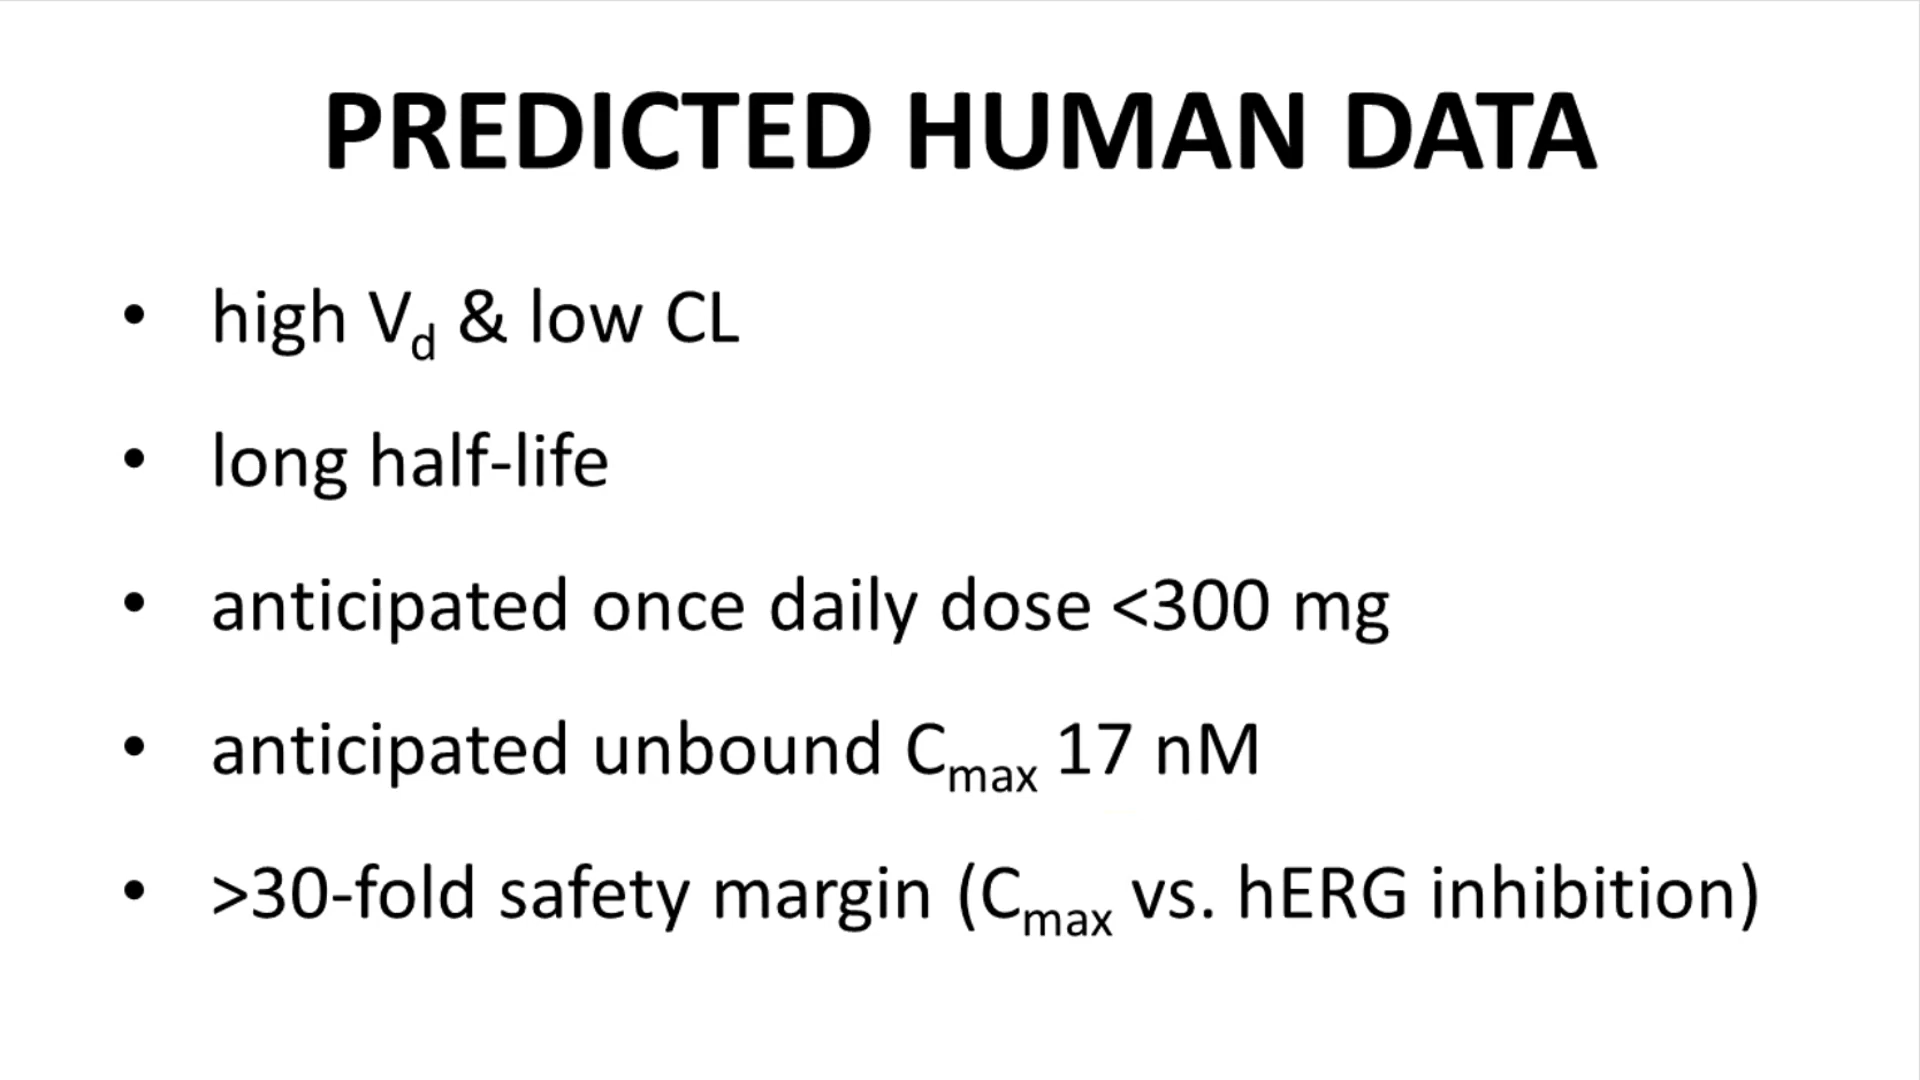 PREDICTED HUMAN DATA
• high Vd & low CL
• long half-life
• anticipated once daily dose <300 mg
• anticipated unbound Cmax 17 nM
• >30-fold safety margin (Cmax vs. hERG inhibition)